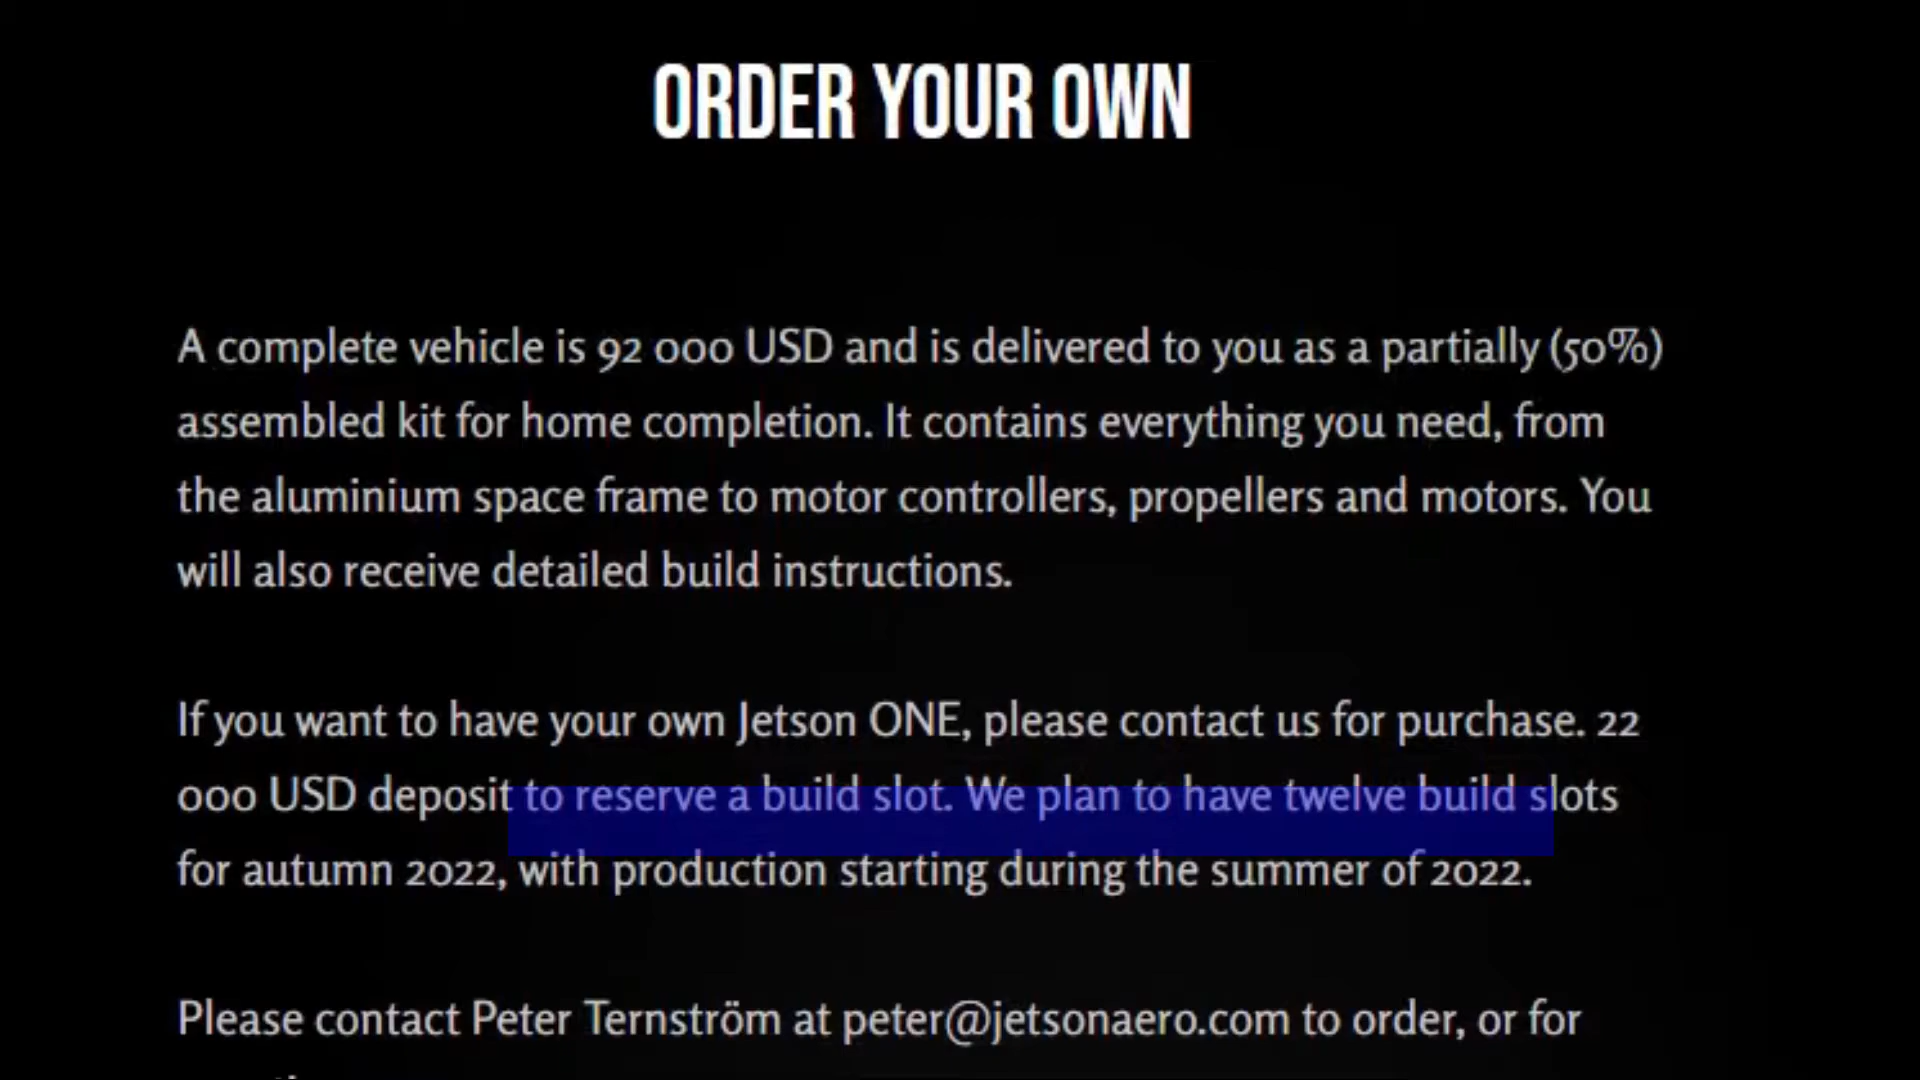 ORDER YOUR OWN
A complete vehicle is 92 000 USD and is delivered to you as a partially (50%)
assembled kit for home completion. It contains everything you need, from
the aluminium space frame to motor controllers, propellers and motors. You
will also receive detailed build instructions.
If you want to have your own Jetson ONE, please contact us for purchase. 22
000 USD deposit to reserve a build slot. We plan to have twelve build slots
for autumn 2022, with production starting during the summer of 2022.
Please contact Peter Ternström at peter@jetsonaero.com to order, or for